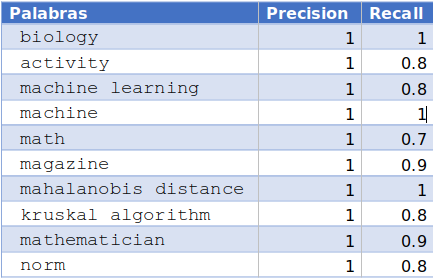 Palabras Precision Recall
biology 1 1
activity 1 0.8
machine learning 1 0.8
machine 1 1
math 1 0.7
magazine 1 0.9
mahalanobis distance 1 1
kruskal algorithm 1 0.8
mathematician 1 0.9
norm 1 0.8